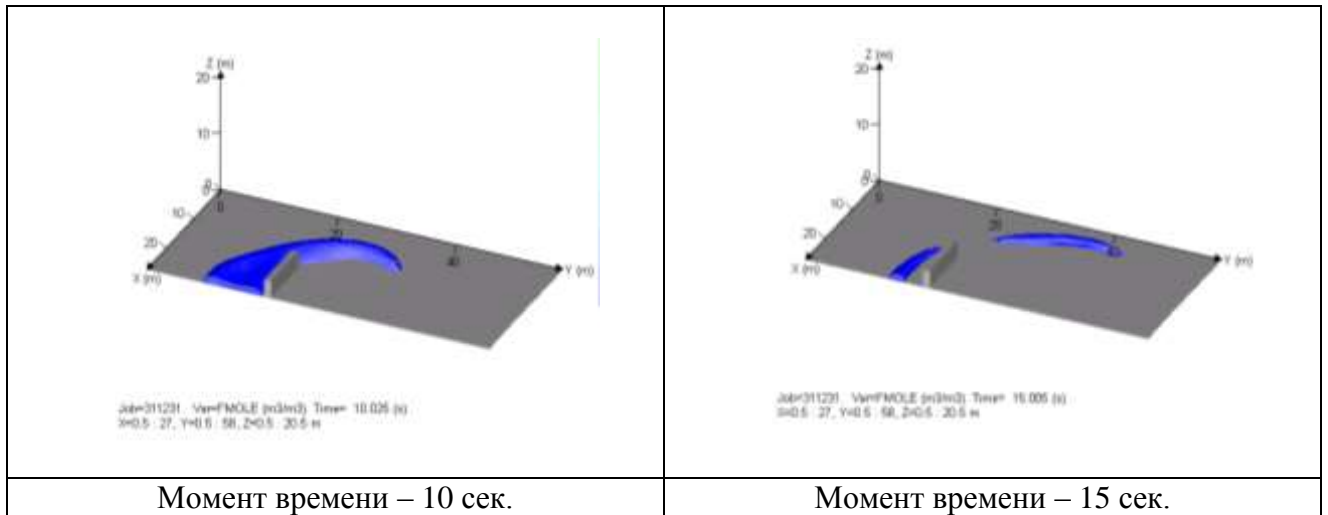 Z (m)
20
10
0
0
10
20
20
40
X (m)
Y (m)
Job=311231. Var=FMOLE (m3/m3). Time= 10.025 (s).
X=0.5 : 27, Y=0.5 : 58, Z=0.5 : 20.5 m
Момент времени – 10 сек.
Z (m)
20
10
0
0
10
20
20
40
X (m)
Y (m)
Job=311231. Var=FMOLE (m3/m3). Time= 15.005 (s).
X=0.5 : 27, Y=0.5 : 58, Z=0.5 : 20.5 m
Момент времени – 15 сек.